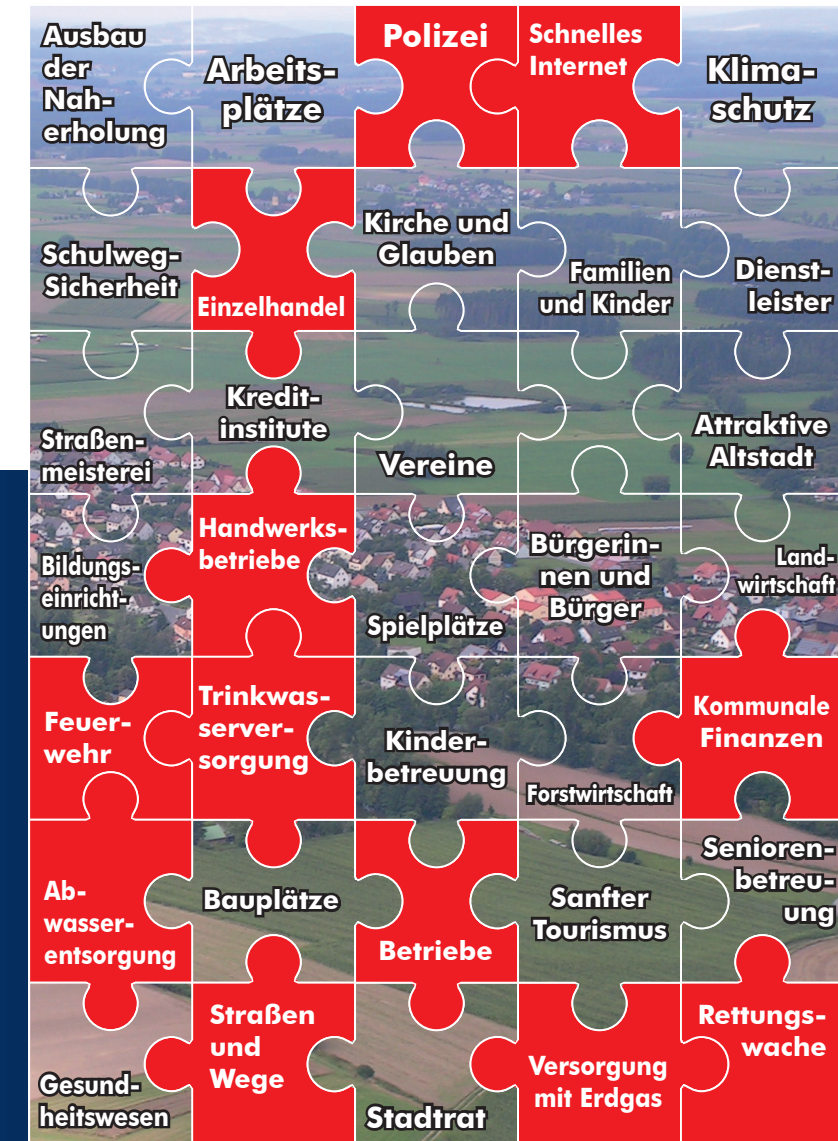 Ausbau
der
Nah-
erholung
Arbeits-
plätze
Polizei
Schnelles
Internet
Klima-
schutz
Schulweg-
Sicherheit
Einzelhandel
Kirche und
Glauben
Familien
und Kinder
Dienst-
leister
Straßen-
meisterei
Kredit-
institute
Vereine
Attraktive
Altstadt
Bildungs-
einricht-
ungen
Handwerks-
betriebe
Spielplätze
Bürgerin-
nen und
Bürger
Land-
wirtschaft
Feuer-
wehr
Trinkwas-
server-
sorgung
Kinder-
betreuung
Forstwirtschaft
Kommunale
Finanzen
Ab-
wasser-
entsorgung
Bauplätze
Betriebe
Sanfter
Tourismus
Senioren-
betreu-
ung
Gesund-
heitswesen
Straßen
und
Wege
Stadtrat
Versorgung
mit Erdgas
Rettungs-
wache